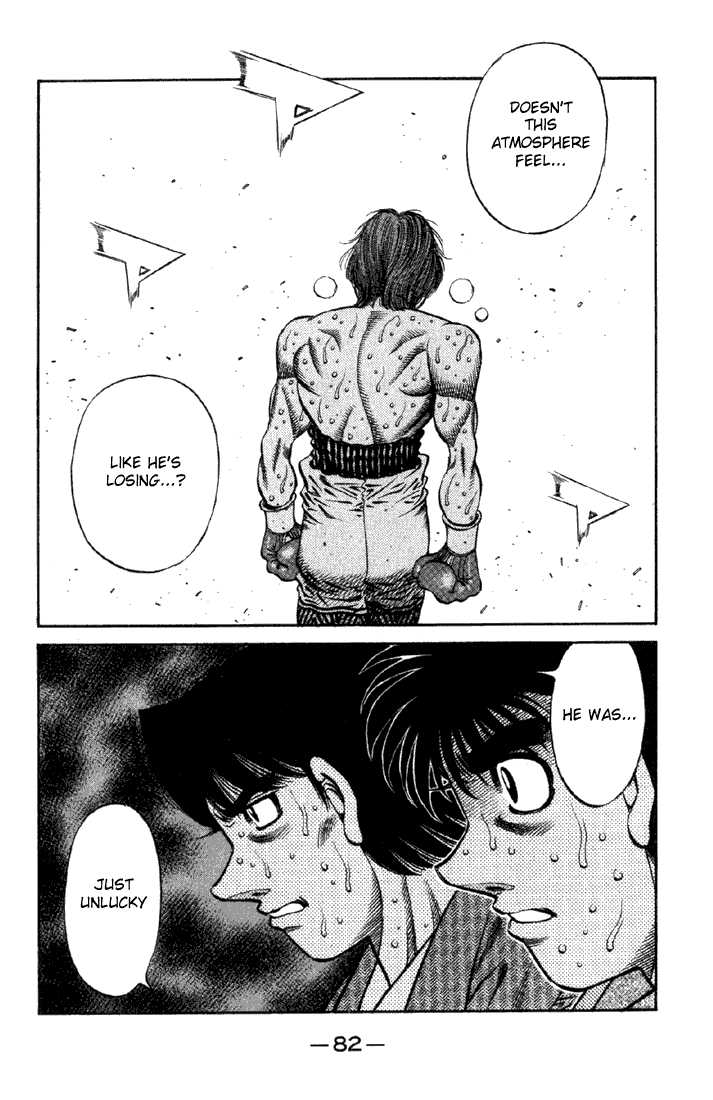 DOESN'T
THIS
ATMOSPHERE
FEEL...
LIKE HE'S
LOSING...?
HE WAS...
JUST
UNLUCKY
—82—